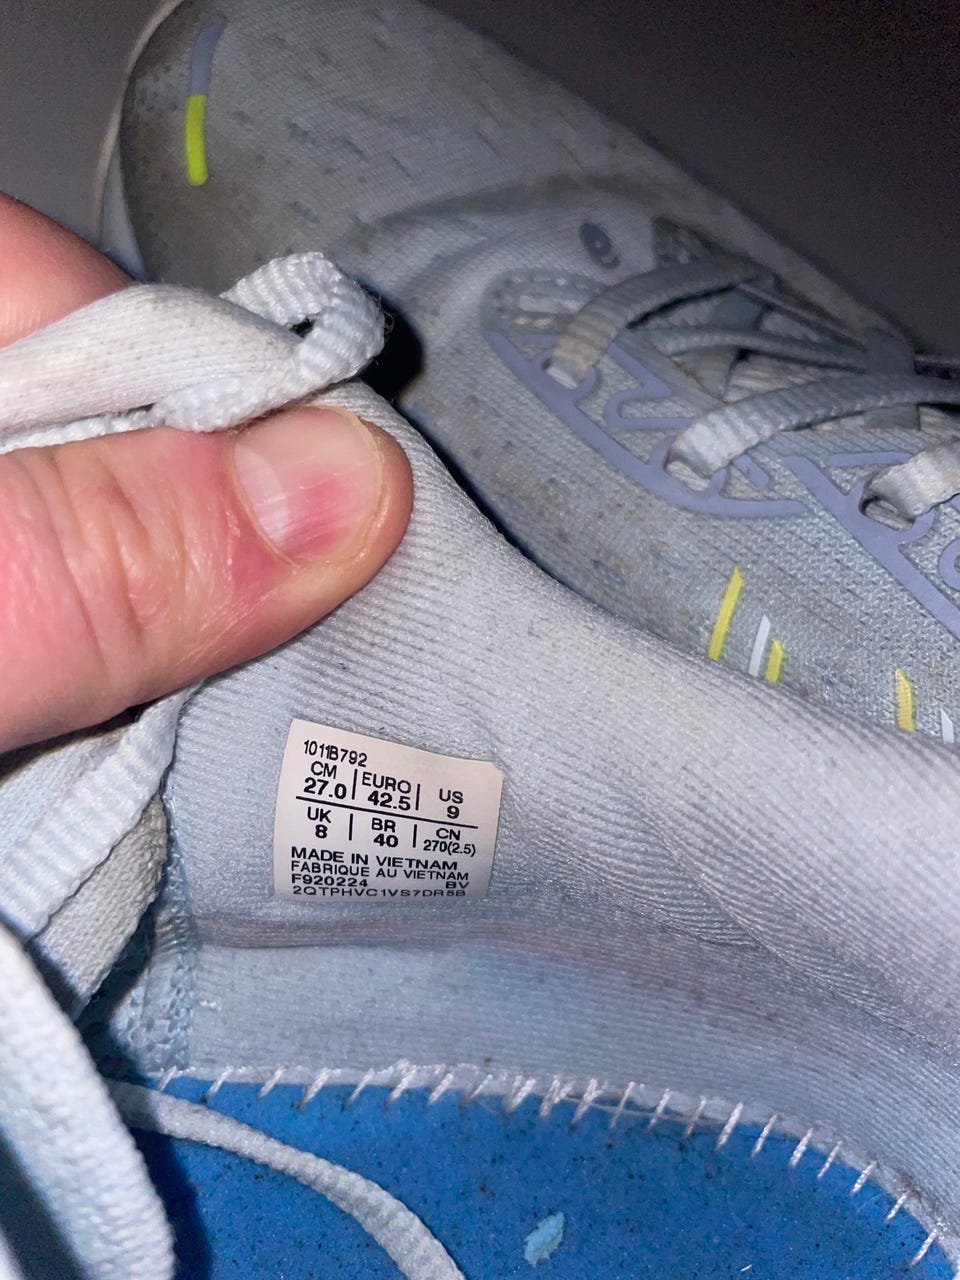 1011B792
CM | EURO | US
27.0 | 42.5 | 9
UK | BR | CN
8 | 40 | 270(2.5)
MADE IN VIETNAM
FABRIQUE AU VIETNAM
F920224 BV
2QTPHVC1VS7DR5B